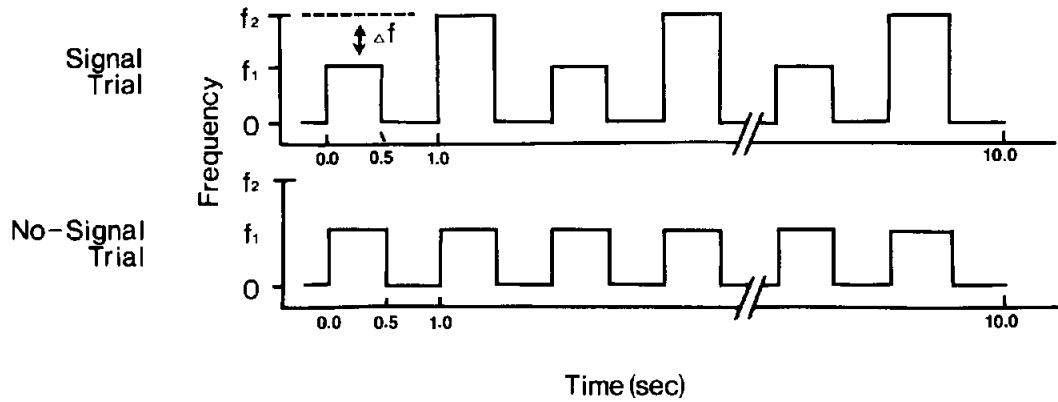 f₂
Δf
Signal
Trial
f₁
0
0.0
0.5
1.0
10.0
Frequency
f₂
No-Signal
Trial
f₁
0
0.0
0.5
1.0
10.0
Time (sec)